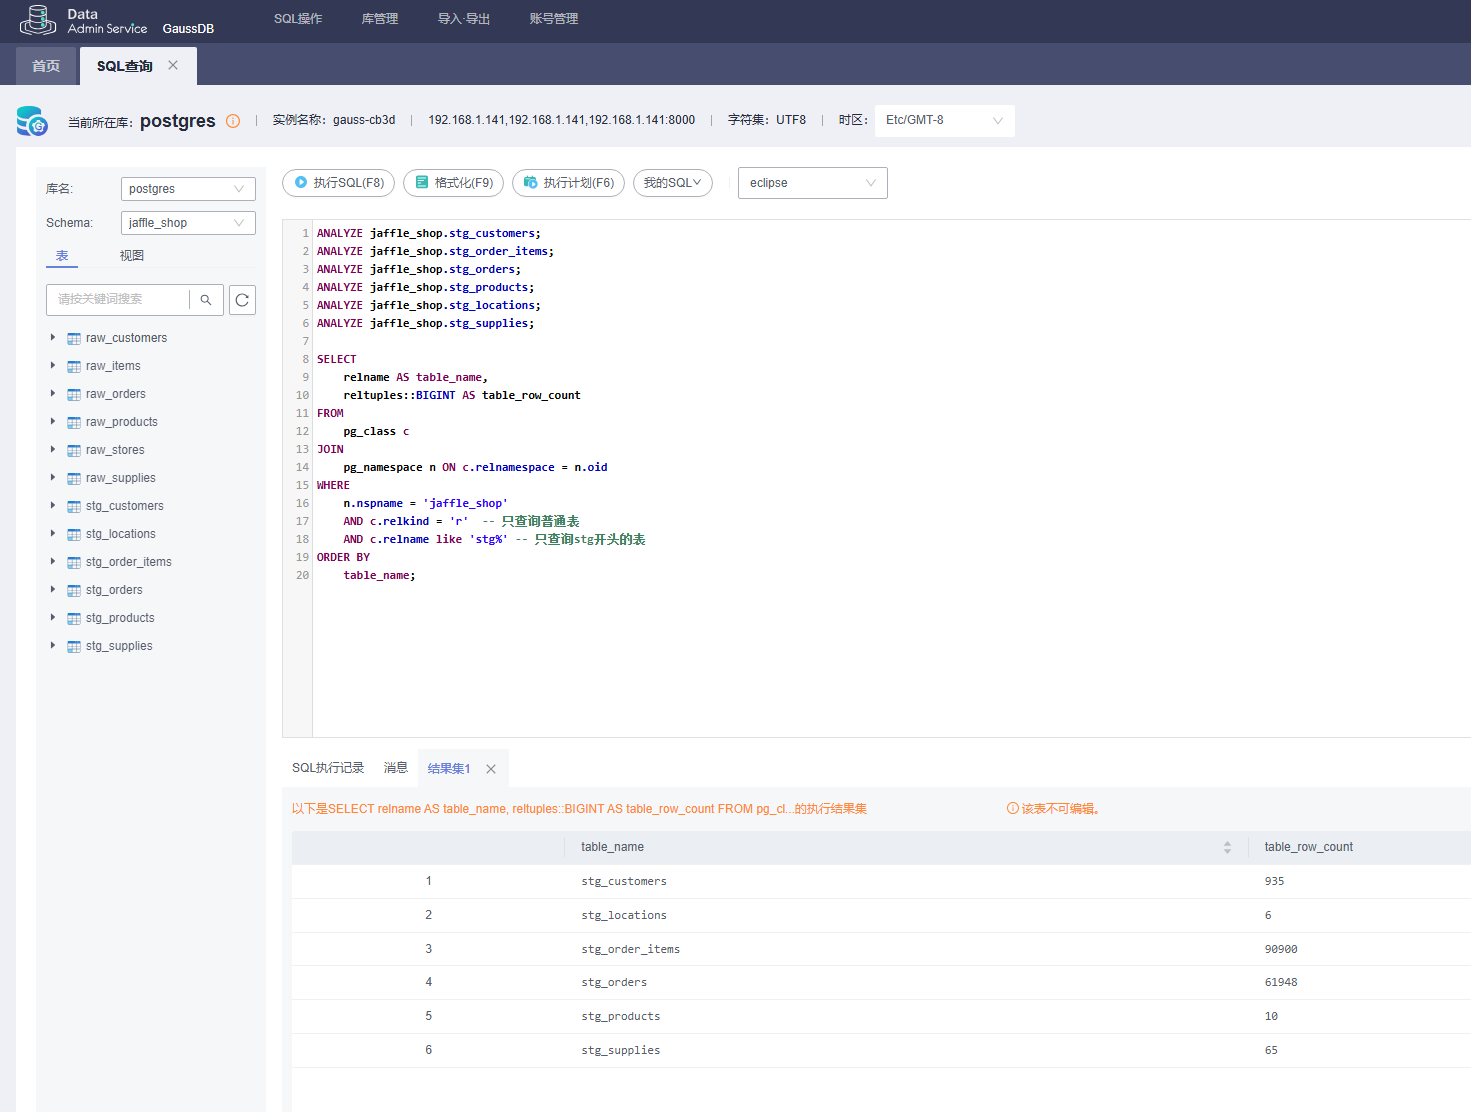 Data
Admin Service GaussDB SQL操作 库管理 导入·导出 账号管理
首页 SQL查询
当前所在库: postgres 实例名称: gauss-cb3d 192.168.1.141,192.168.1.141,192.168.1.141:8000 字符集: UTF8 时区: Etc/GMT-8
库名: postgres
Schema: jaffle_shop
表 视图
请按关键词搜索
raw_customers
raw_items
raw_orders
raw_products
raw_stores
raw_supplies
stg_customers
stg_locations
stg_order_items
stg_orders
stg_products
stg_supplies
执行SQL(F8) 格式化(F9) 执行计划(F6) 我的SQL eclipse
1 ANALYZE jaffle_shop.stg_customers;
2 ANALYZE jaffle_shop.stg_order_items;
3 ANALYZE jaffle_shop.stg_orders;
4 ANALYZE jaffle_shop.stg_products;
5 ANALYZE jaffle_shop.stg_locations;
6 ANALYZE jaffle_shop.stg_supplies;
7
8 SELECT
9 relname AS table_name,
10 reltuples::BIGINT AS table_row_count
11 FROM
12 pg_class c
13 JOIN
14 pg_namespace n ON c.relnamespace = n.oid
15 WHERE
16 n.nspname = 'jaffle_shop'
17 AND c.relkind = 'r' -- 只查询普通表
18 AND c.relname like 'stg%' -- 只查询stg开头的表
19 ORDER BY
20 table_name;
SQL执行记录 消息 结果集1
以下是SELECT relname AS table_name, reltuples::BIGINT AS table_row_count FROM pg_cl...的执行结果集 该表不可编辑。
table_name table_row_count
1 stg_customers 935
2 stg_locations 6
3 stg_order_items 90900
4 stg_orders 61948
5 stg_products 10
6 stg_supplies 65